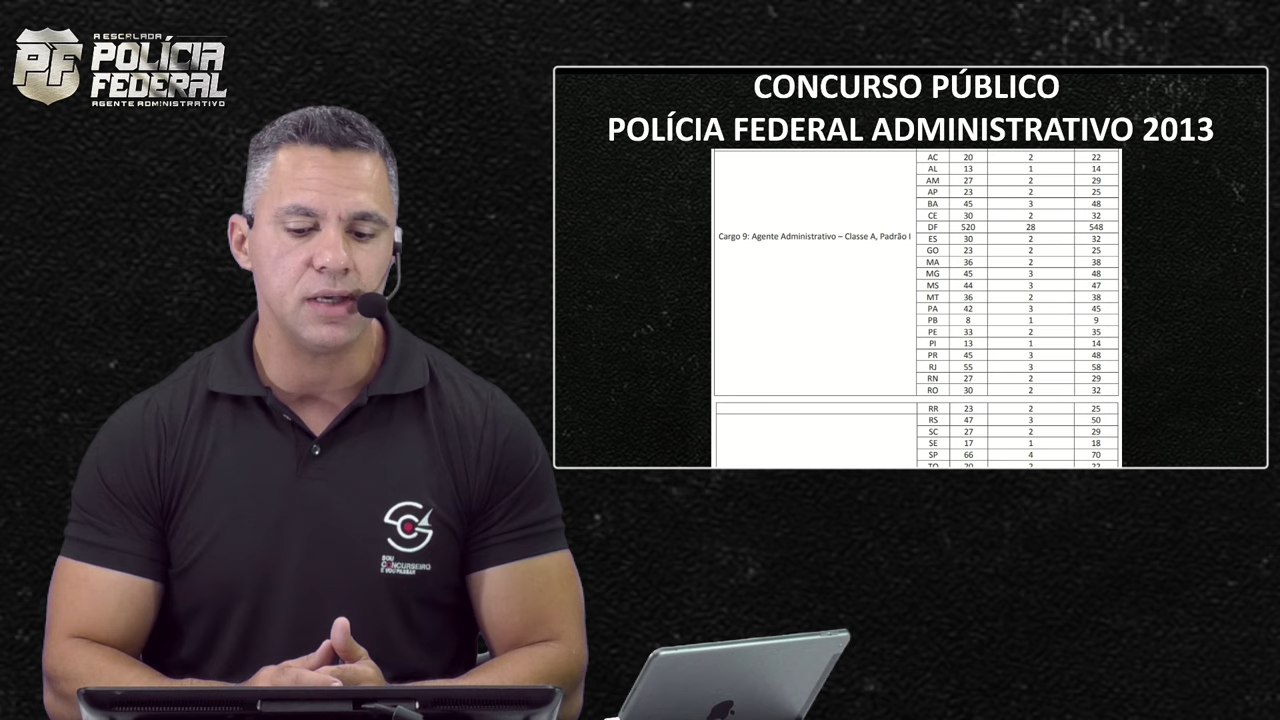 A ESCALADA
POLÍCIA
FEDERAL
AGENTE ADMINISTRATIVO
PF
CONCURSO PÚBLICO
POLÍCIA FEDERAL ADMINISTRATIVO 2013
AC 20 2 22
AL 13 1 14
AM 27 2 29
AP 23 2 25
BA 45 3 48
CE 30 2 32
DF 520 28 548
Cargo 9: Agente Administrativo – Classe A, Padrão I
ES 30 2 32
GO 23 2 25
MA 36 2 38
MG 45 3 48
MS 44 3 47
MT 36 2 38
PA 42 3 45
PB 8 1 9
PE 33 2 35
PI 13 1 14
PR 45 3 48
RJ 55 3 58
RN 27 2 29
RO 30 2 32
RR 23 2 25
RS 47 3 50
SC 27 2 29
SE 17 1 18
SP 66 4 70
TO 20 2 22
SOU
CONCURSEIRO
E VOU PASSAR